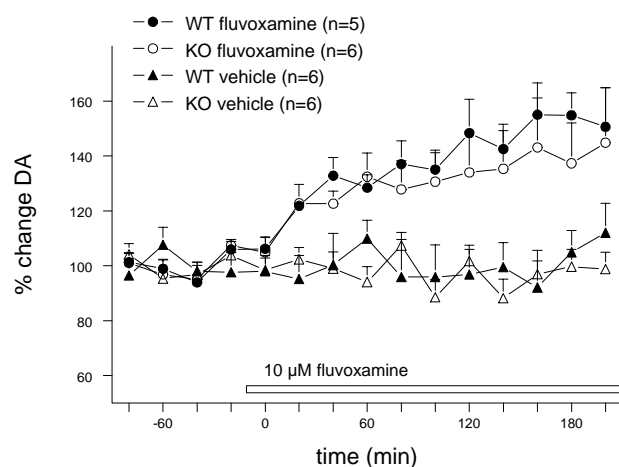 WT fluvoxamine (n=5)
KO fluvoxamine (n=6)
WT vehicle (n=6)
KO vehicle (n=6)
160
140
120
100
80
60
% change DA
10 µM fluvoxamine
-60 0 60 120 180
time (min)